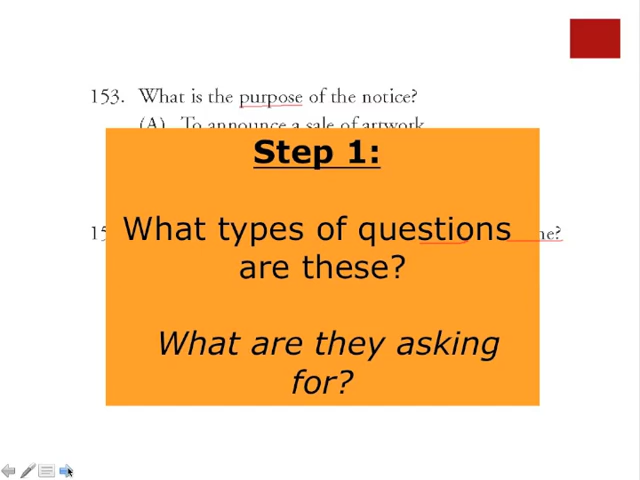 153. What is the purpose of the notice?
(A) To announce a sale of artwork
Step 1:
What types of questions
are these?
What are they asking
for?